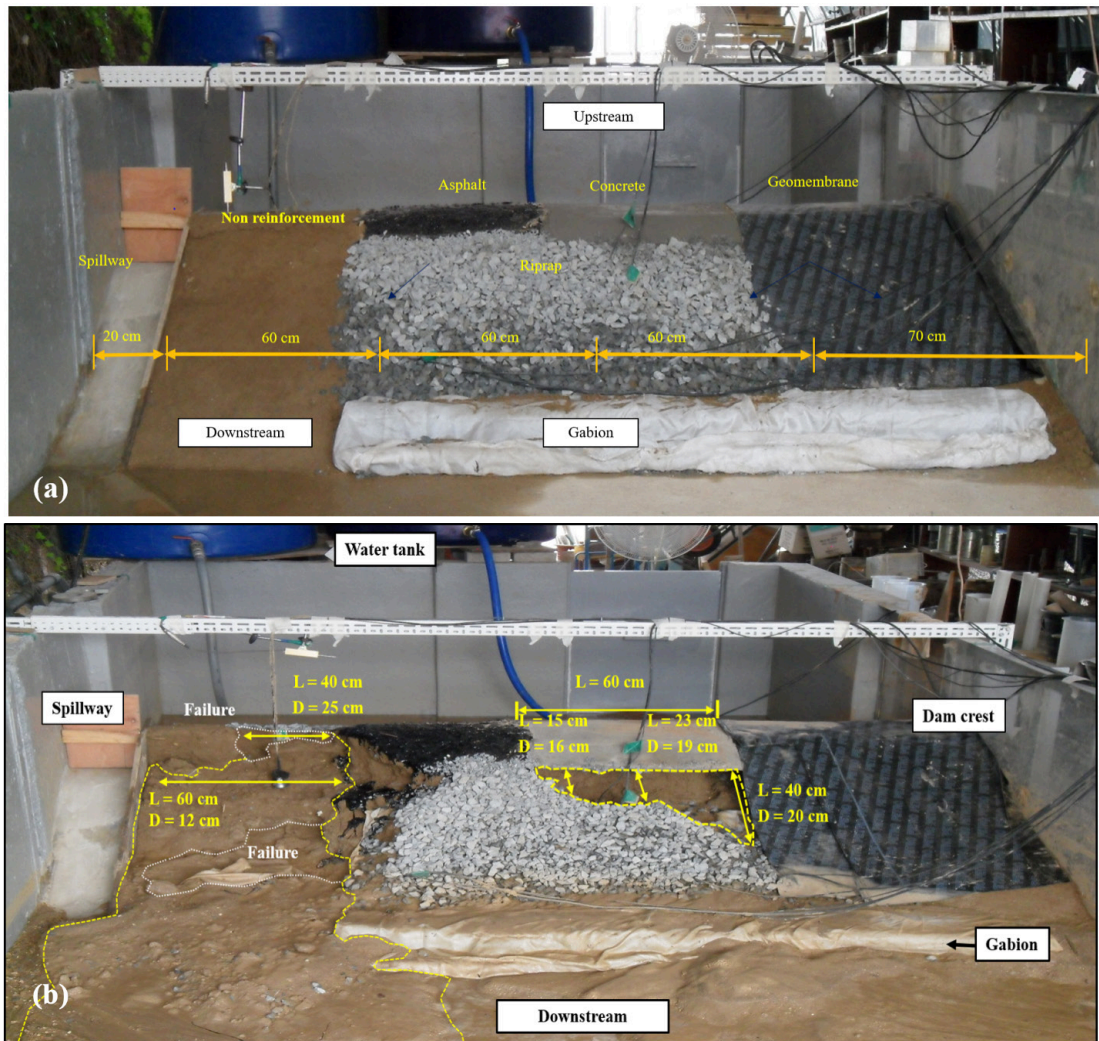 Upstream
Asphalt
Concrete
Geomembrane
Non reinforcement
Spillway
Riprap
20 cm
60 cm
60 cm
60 cm
70 cm
Downstream
Gabion
(a)
Water tank
L = 40 cm
D = 25 cm
L = 60 cm
Spillway
Failure
Dam crest
L = 15 cm
D = 16 cm
L = 23 cm
D = 19 cm
L = 60 cm
D = 12 cm
L = 40 cm
D = 20 cm
Failure
Gabion
(b)
Downstream